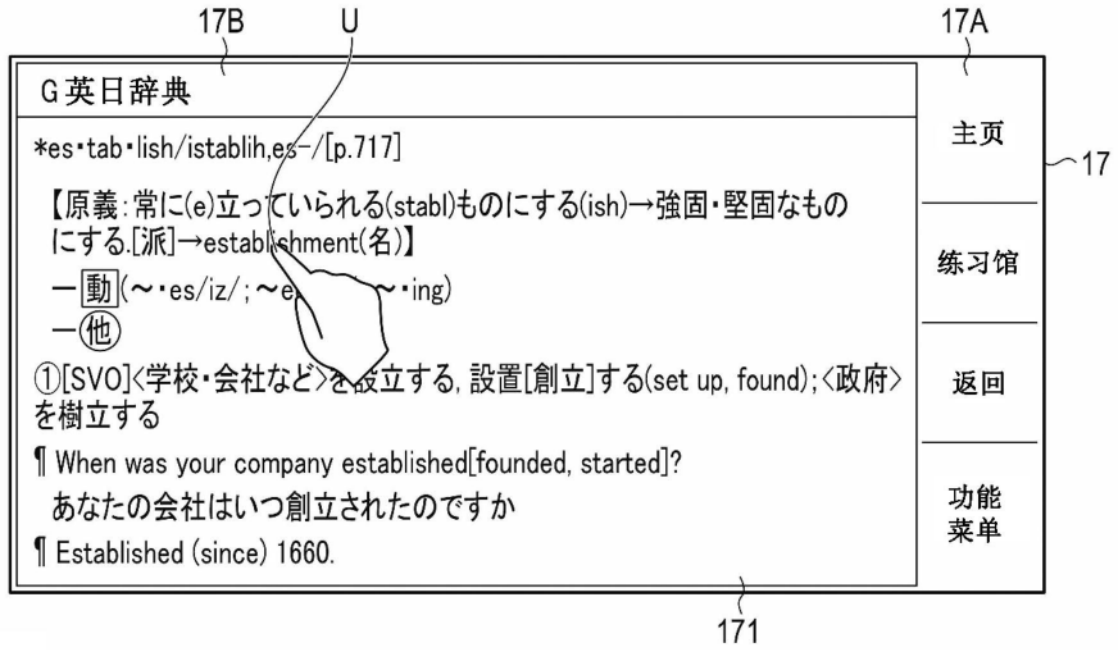 17B U 17A
G英日辞典
*es・tab・lish/istablih,es-/[p.717]
【原義:常に(e)立っていられる(stabl)ものにする(ish)→強固・堅固なもの
にする.[派]→establishment(名)】
ー動(～・es/iz/;～e ～・ing)
ー他
①[SVO]〈学校・会社など〉を設立する, 設置[創立]する(set up, found);〈政府〉
を樹立する
¶ When was your company established[founded, started]?
あなたの会社はいつ創立されたのですか
¶ Established (since) 1660.
主页
17
练习馆
返回
功能
菜单
171